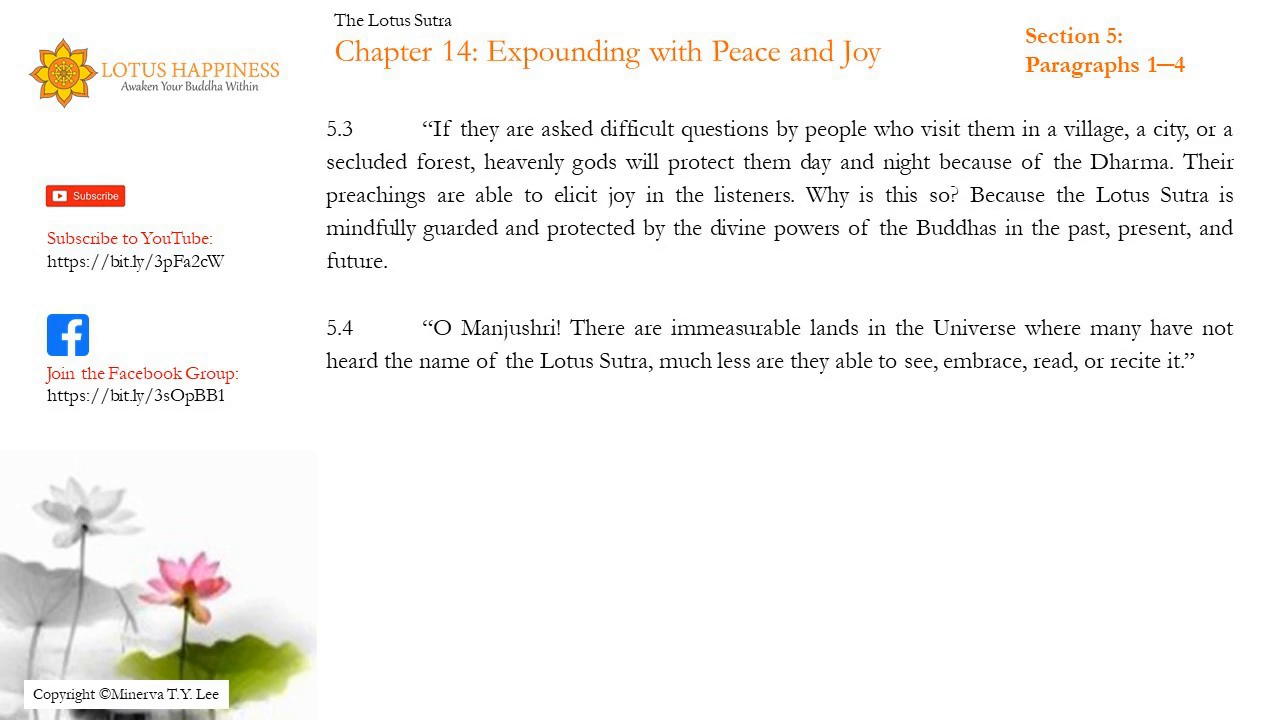 The Lotus Sutra
Chapter 14: Expounding with Peace and Joy
Section 5:
Paragraphs 1—4
LOTUS HAPPINESS
Awaken Your Buddha Within
Subscribe
Subscribe to YouTube:
https://bit.ly/3pFa2cW
Join the Facebook Group:
https://bit.ly/3sOpBB1
5.3 “If they are asked difficult questions by people who visit them in a village, a city, or a
secluded forest, heavenly gods will protect them day and night because of the Dharma. Their
preachings are able to elicit joy in the listeners. Why is this so? Because the Lotus Sutra is
mindfully guarded and protected by the divine powers of the Buddhas in the past, present, and
future.
5.4 “O Manjushri! There are immeasurable lands in the Universe where many have not
heard the name of the Lotus Sutra, much less are they able to see, embrace, read, or recite it.”
Copyright ©Minerva T.Y. Lee